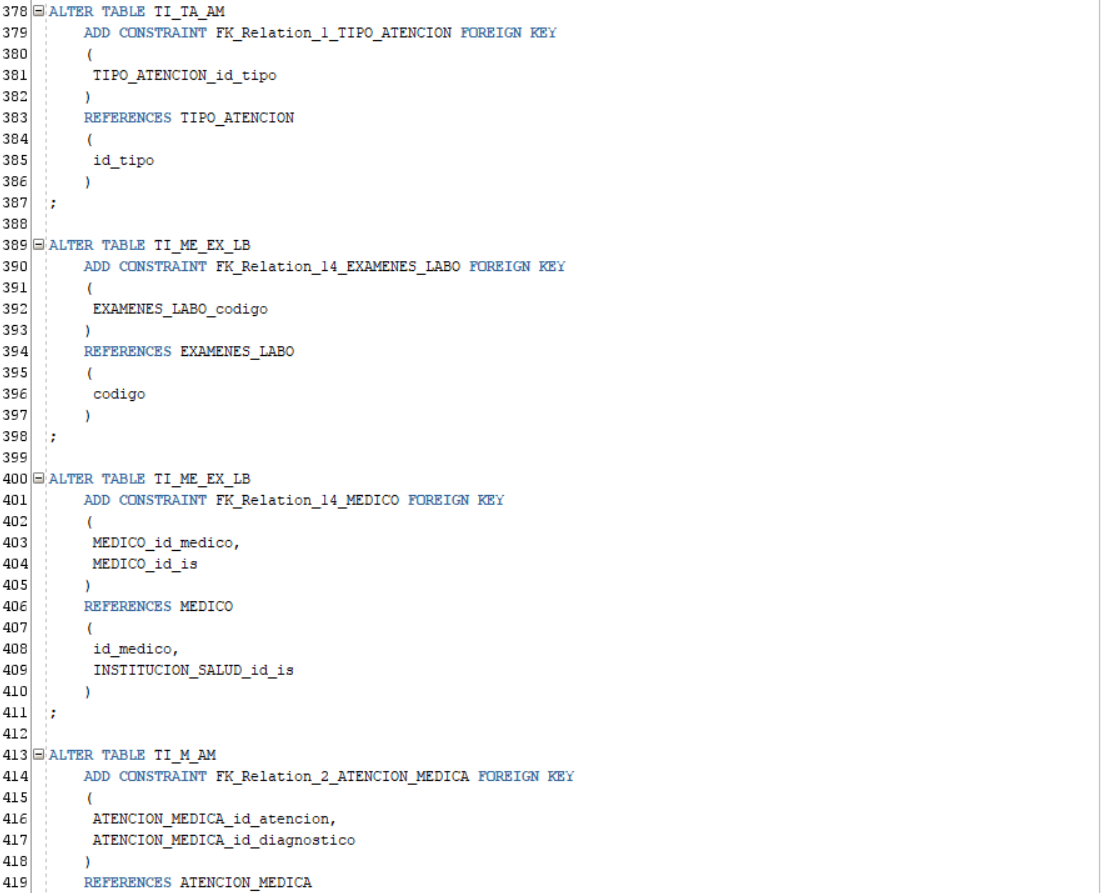 378 ALTER TABLE TI_TA_AM
379 ADD CONSTRAINT FK_Relation_1_TIPO_ATENCION FOREIGN KEY
380 (
381 TIPO_ATENCION_id_tipo
382 )
383 REFERENCES TIPO_ATENCION
384 (
385 id_tipo
386 )
387 ;
388
389 ALTER TABLE TI_ME_EX_LB
390 ADD CONSTRAINT FK_Relation_14_EXAMENES_LABO FOREIGN KEY
391 (
392 EXAMENES_LABO_codigo
393 )
394 REFERENCES EXAMENES_LABO
395 (
396 codigo
397 )
398 ;
399
400 ALTER TABLE TI_ME_EX_LB
401 ADD CONSTRAINT FK_Relation_14_MEDICO FOREIGN KEY
402 (
403 MEDICO_id_medico,
404 MEDICO_id_is
405 )
406 REFERENCES MEDICO
407 (
408 id_medico,
409 INSTITUCION_SALUD_id_is
410 )
411 ;
412
413 ALTER TABLE TI_M_AM
414 ADD CONSTRAINT FK_Relation_2_ATENCION_MEDICA FOREIGN KEY
415 (
416 ATENCION_MEDICA_id_atencion,
417 ATENCION_MEDICA_id_diagnostico
418 )
419 REFERENCES ATENCION_MEDICA